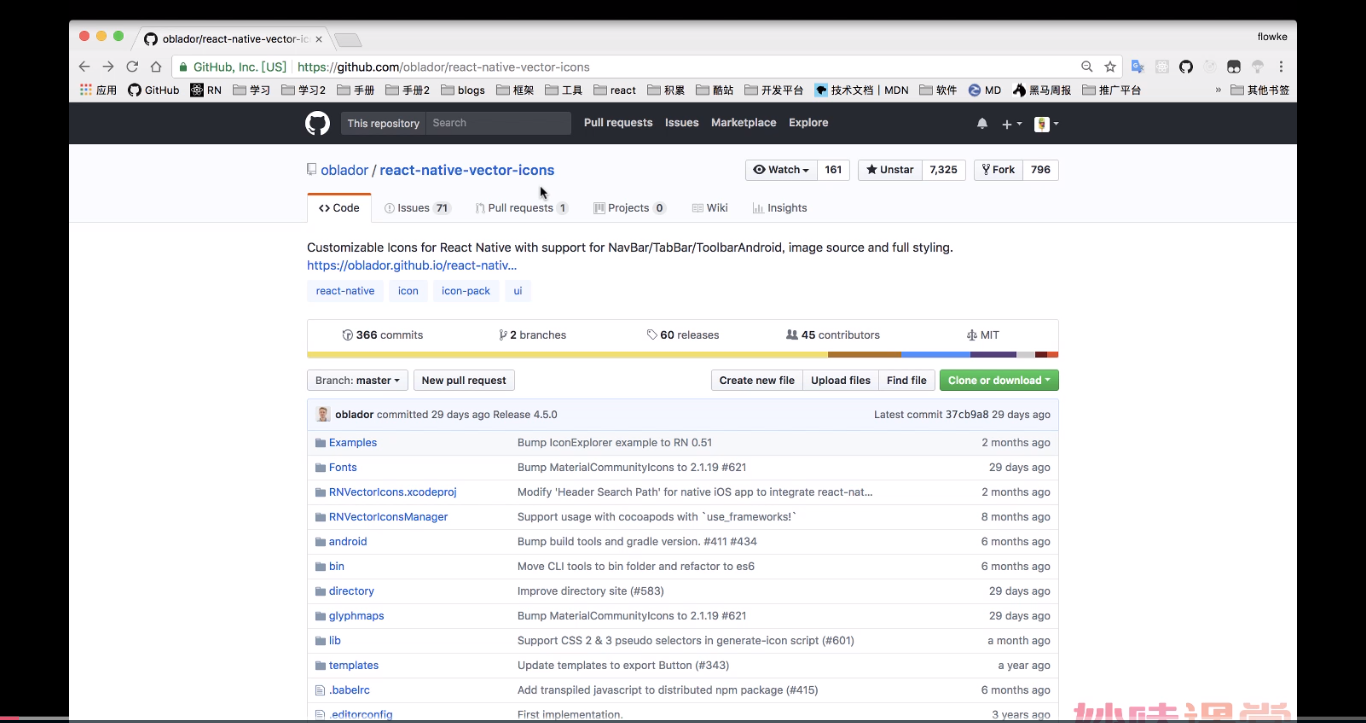 flowke
oblador/react-native-vector-ic
GitHub, Inc. [US] https://github.com/oblador/react-native-vector-icons
应用 GitHub RN 学习 学习2 手册 手册2 blogs 框架 工具 react 积累 酷站 开发平台 技术文档 | MDN 软件 MD 黑马周报 推广平台 » 其他书签
This repository Search Pull requests Issues Marketplace Explore
oblador / react-native-vector-icons Watch 161 Unstar 7,325 Fork 796
Code Issues 71 Pull requests 1 Projects 0 Wiki Insights
Customizable Icons for React Native with support for NavBar/TabBar/ToolbarAndroid, image source and full styling.
https://oblador.github.io/react-nativ...
react-native icon icon-pack ui
366 commits 2 branches 60 releases 45 contributors MIT
Branch: master New pull request Create new file Upload files Find file Clone or download
oblador committed 29 days ago Release 4.5.0 Latest commit 37cb9a8 29 days ago
Examples Bump IconExplorer example to RN 0.51 2 months ago
Fonts Bump MaterialCommunityIcons to 2.1.19 #621 29 days ago
RNVectorIcons.xcodeproj Modify 'Header Search Path' for native iOS app to integrate react-nat... 2 months ago
RNVectorIconsManager Support usage with cocoapods with `use_frameworks!` 8 months ago
android Bump build tools and gradle version. #411 #434 6 months ago
bin Move CLI tools to bin folder and refactor to es6 6 months ago
directory Improve directory site (#583) 29 days ago
glyphmaps Bump MaterialCommunityIcons to 2.1.19 #621 29 days ago
lib Support CSS 2 & 3 pseudo selectors in generate-icon script (#601) a month ago
templates Update templates to export Button (#343) a year ago
.babelrc Add transpiled javascript to distributed npm package (#415) 6 months ago
.editorconfig First implementation. 3 years ago
妙味课堂